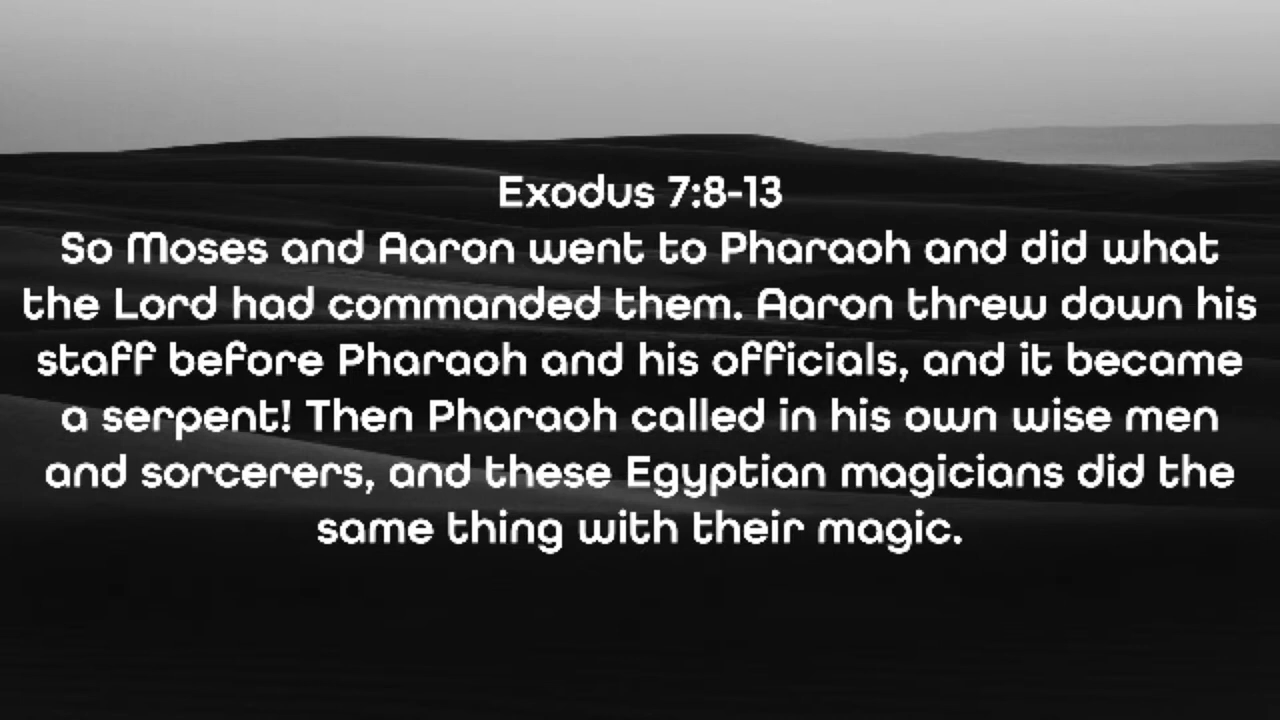 Exodus 7:8-13
So Moses and Aaron went to Pharaoh and did what
the Lord had commanded them. Aaron threw down his
staff before Pharaoh and his officials, and it became
a serpent! Then Pharaoh called in his own wise men
and sorcerers, and these Egyptian magicians did the
same thing with their magic.